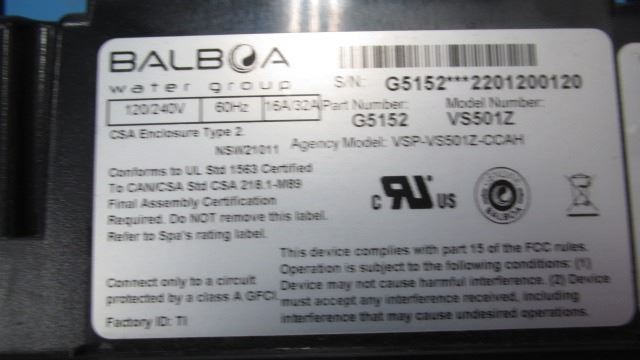 BALBOA
water group
S/N: G5152***2201200120
120/240V 60Hz 16A/32A
Part Number: G5152
Model Number: VS501Z
CSA Enclosure Type 2
NSW21011
Agency Model: VSP-VS501Z-CCAH
Conforms to UL Std 1563 Certified
To CAN/CSA Std CSA 218.1-M89
Final Assembly Certification
Required. Do NOT remove this label.
Refer to Spa's rating label.
C RU US
BALBOA
Connect only to a circuit
protected by a class A GFCI.
Factory ID: TI
This device complies with part 15 of the FCC rules.
Operation is subject to the following conditions: (1)
Device may not cause harmful interference. (2) Device
must accept any interference received, including
interference that may cause undesired operations.